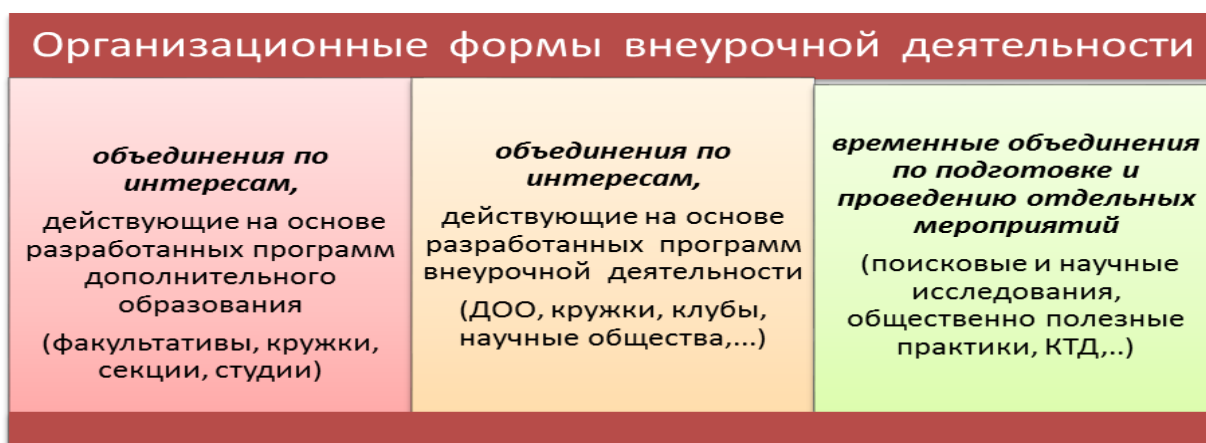 Организационные формы внеурочной деятельности
объединения по
интересам,
действующие на основе
разработанных программ
дополнительного
образования
(факультативы, кружки,
секции, студии)
объединения по
интересам,
действующие на основе
разработанных программ
внеурочной деятельности
(ДОО, кружки, клубы,
научные общества,...)
временные объединения
по подготовке и
проведению отдельных
мероприятий
(поисковые и научные
исследования,
общественно полезные
практики, КТД,..)